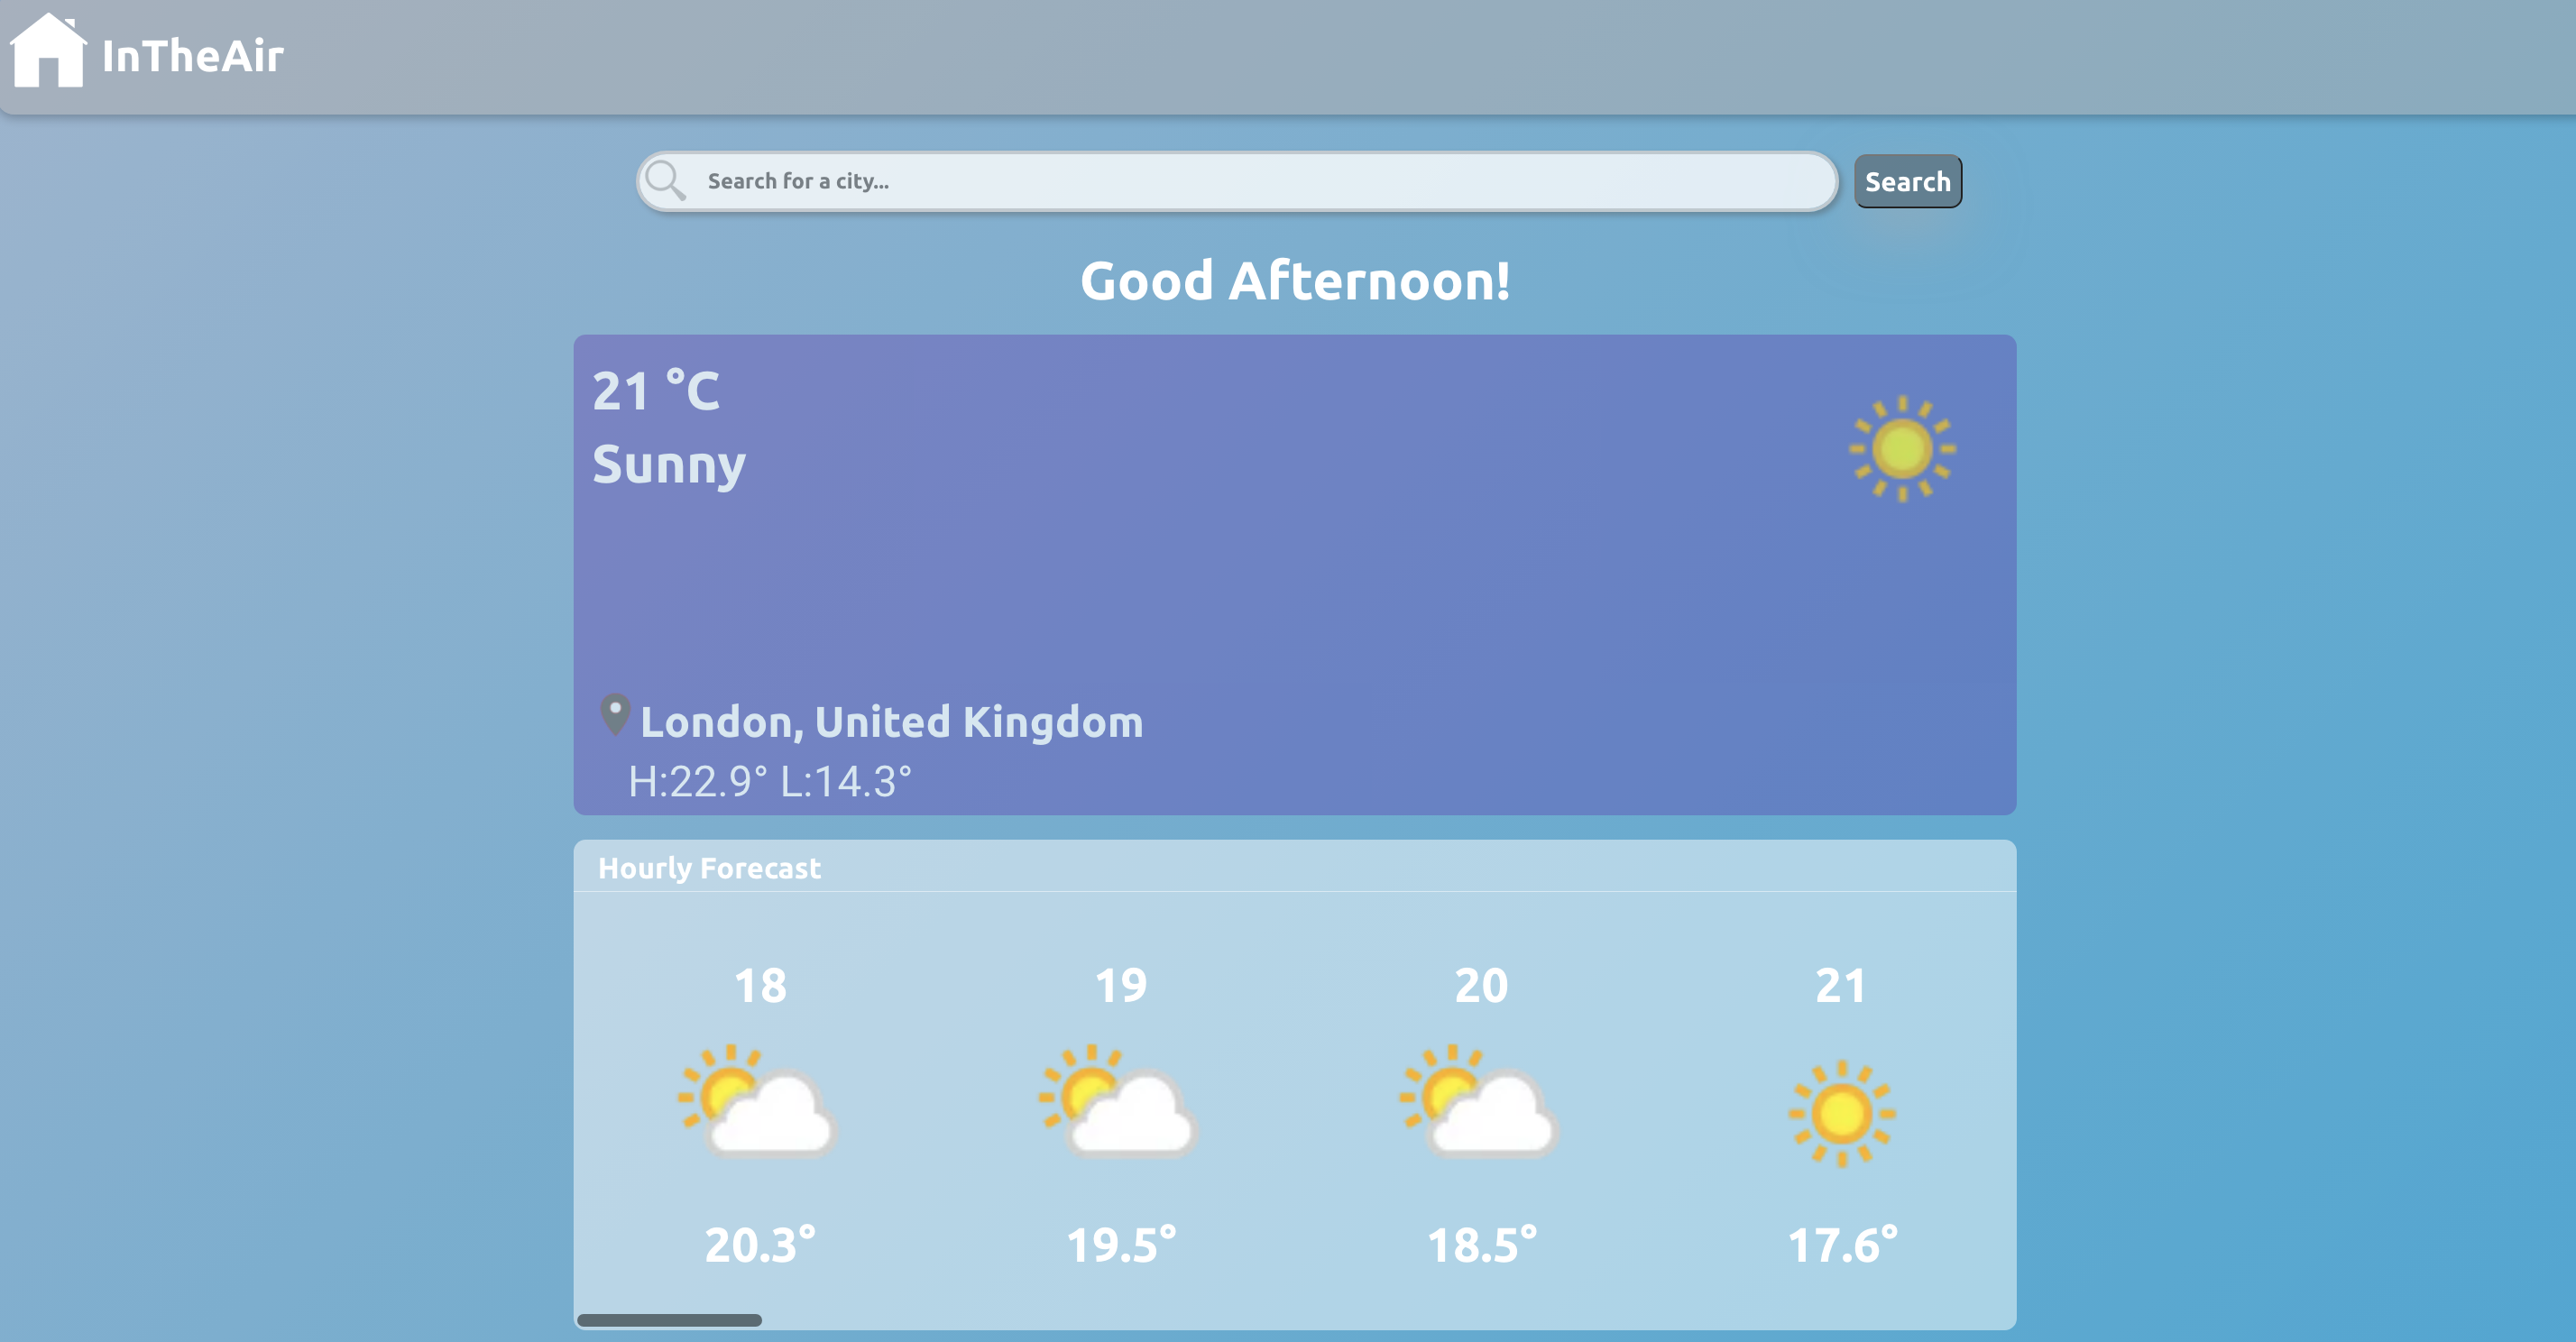 InTheAir
Search for a city...
Search
Good Afternoon!
21 °C
Sunny
London, United Kingdom
H:22.9° L:14.3°
Hourly Forecast
18 19 20 21
20.3° 19.5° 18.5° 17.6°